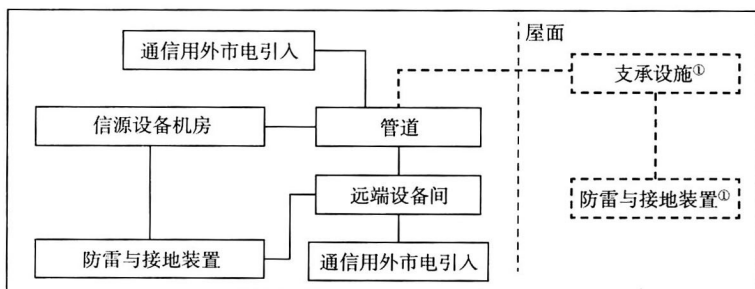 屋面
通信用外市电引入
支承设施①
信源设备机房
管道
远端设备间
防雷与接地装置①
防雷与接地装置
通信用外市电引入